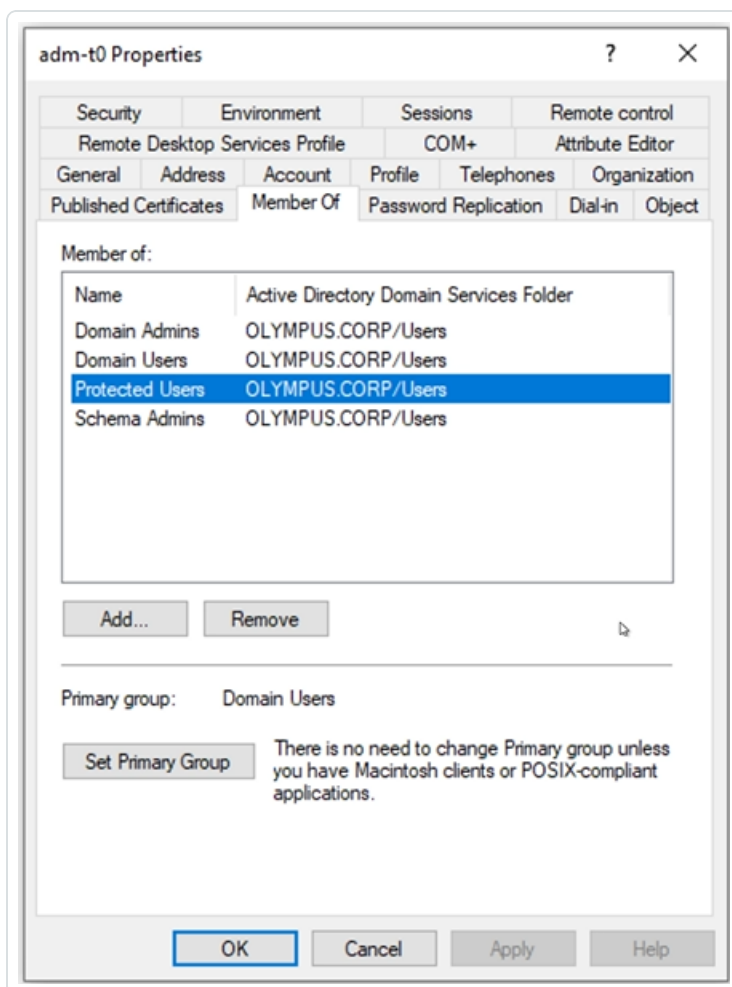 adm-t0 Properties ? ×
Security Environment Sessions Remote control
Remote Desktop Services Profile COM+ Attribute Editor
General Address Account Profile Telephones Organization
Published Certificates Member Of Password Replication Dial-in Object
Member of:
Name Active Directory Domain Services Folder
Domain Admins OLYMPUS.CORP/Users
Domain Users OLYMPUS.CORP/Users
Protected Users OLYMPUS.CORP/Users
Schema Admins OLYMPUS.CORP/Users
Add... Remove
Primary group: Domain Users
Set Primary Group
There is no need to change Primary group unless
you have Macintosh clients or POSIX-compliant
applications.
OK Cancel Apply Help